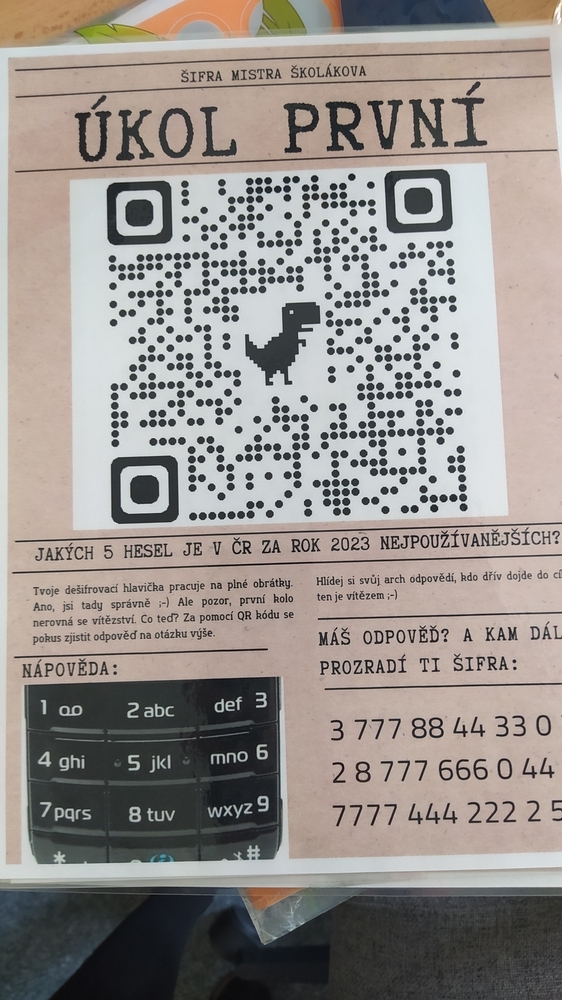 ŠIFRA MISTRA ŠKOLÁKOVA
ÚKOL PRVNÍ
JAKÝCH 5 HESEL JE V ČR ZA ROK 2023 NEJPOUŽÍVANĚJŠÍCH?
Tvoje dešifrovací hlavička pracuje na plné obrátky.
Ano, jsi tady správně ;-) Ale pozor, první kolo
nerovná se vítězství. Co teď? Za pomocí QR kódu se
pokus zjistit odpověď na otázku výše.
NÁPOVĚDA:
1
2 abc
def 3
4 ghi
5 jkl
mno 6
7 pqrs
8 tuv
wxyz 9
*
#
Hlídej si svůj arch odpovědí, kdo dřív dojde do
ten je vítězem ;-)
MÁŠ ODPOVĚĎ? A KAM
PROZRADÍ TI ŠIFRA:
3 777 88 44 33 0
2 8 777 666 0 44
7777 444 222 2